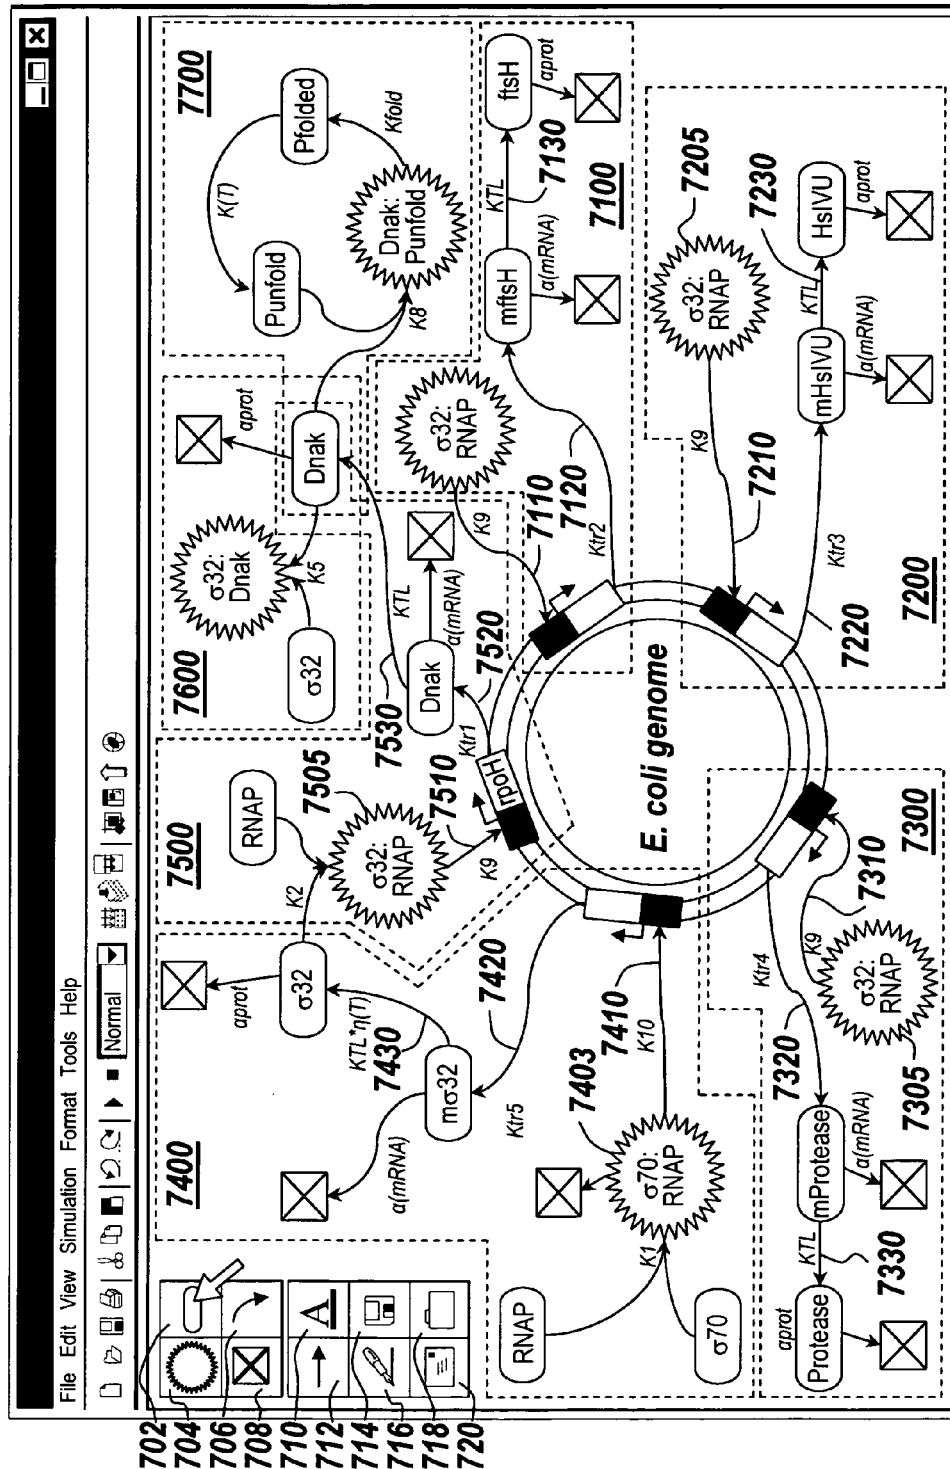 File Edit View Simulation Format Tools Help
Normal
702
704
706
708
710
712
714
716
718
720
A
7400
aprot
σ32
KTL*η(T)
7430
mσ32
α(mRNA)
Ktr5
7420
K2
7500
RNAP
σ32:
RNAP
7505
7510
K9
rpoH
Ktr1
7520
Dnak
α(mRNA)
KTL
7530
7600
σ32:
Dnak
σ32
K5
Dnak
aprot
7700
Punfold
K(T)
Pfolded
Kfold
Dnak:
Punfold
K8
σ32:
RNAP
K9
7110
7120
Ktr2
mftsH
α(mRNA)
KTL
7130
ftsH
aprot
7100
σ32:
RNAP
7205
K9
7210
7220
Ktr3
mHslVU
α(mRNA)
KTL
7230
HslVU
aprot
7200
E. coli genome
RNAP
σ70
K1
σ70:
RNAP
7403
7410
K10
7300
7310
K9
σ32:
RNAP
7305
Ktr4
7320
mProtease
α(mRNA)
KTL
7330
Protease
aprot